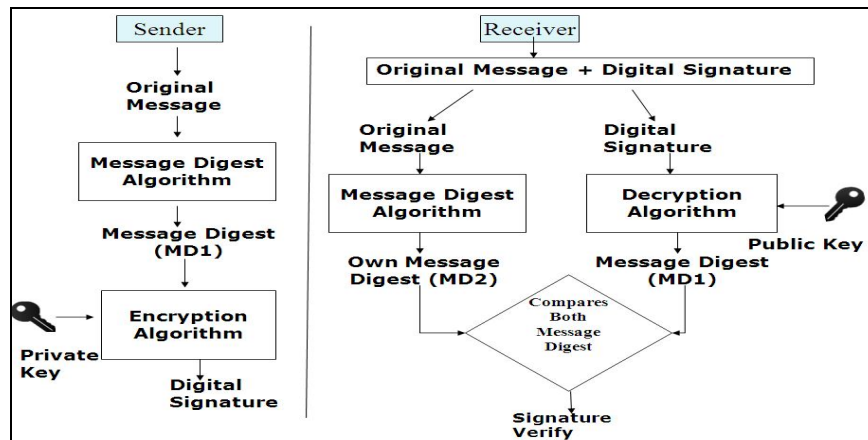 Sender
Original
Message
Message Digest
Algorithm
Message Digest
(MD1)
Encryption
Algorithm
Private
Key
Digital
Signature
Receiver
Original Message + Digital Signature
Original
Message
Message Digest
Algorithm
Own Message
Digest (MD2)
Digital
Signature
Decryption
Algorithm
Public Key
Message Digest
(MD1)
Compares
Both
Message
Digest
Signature
Verify